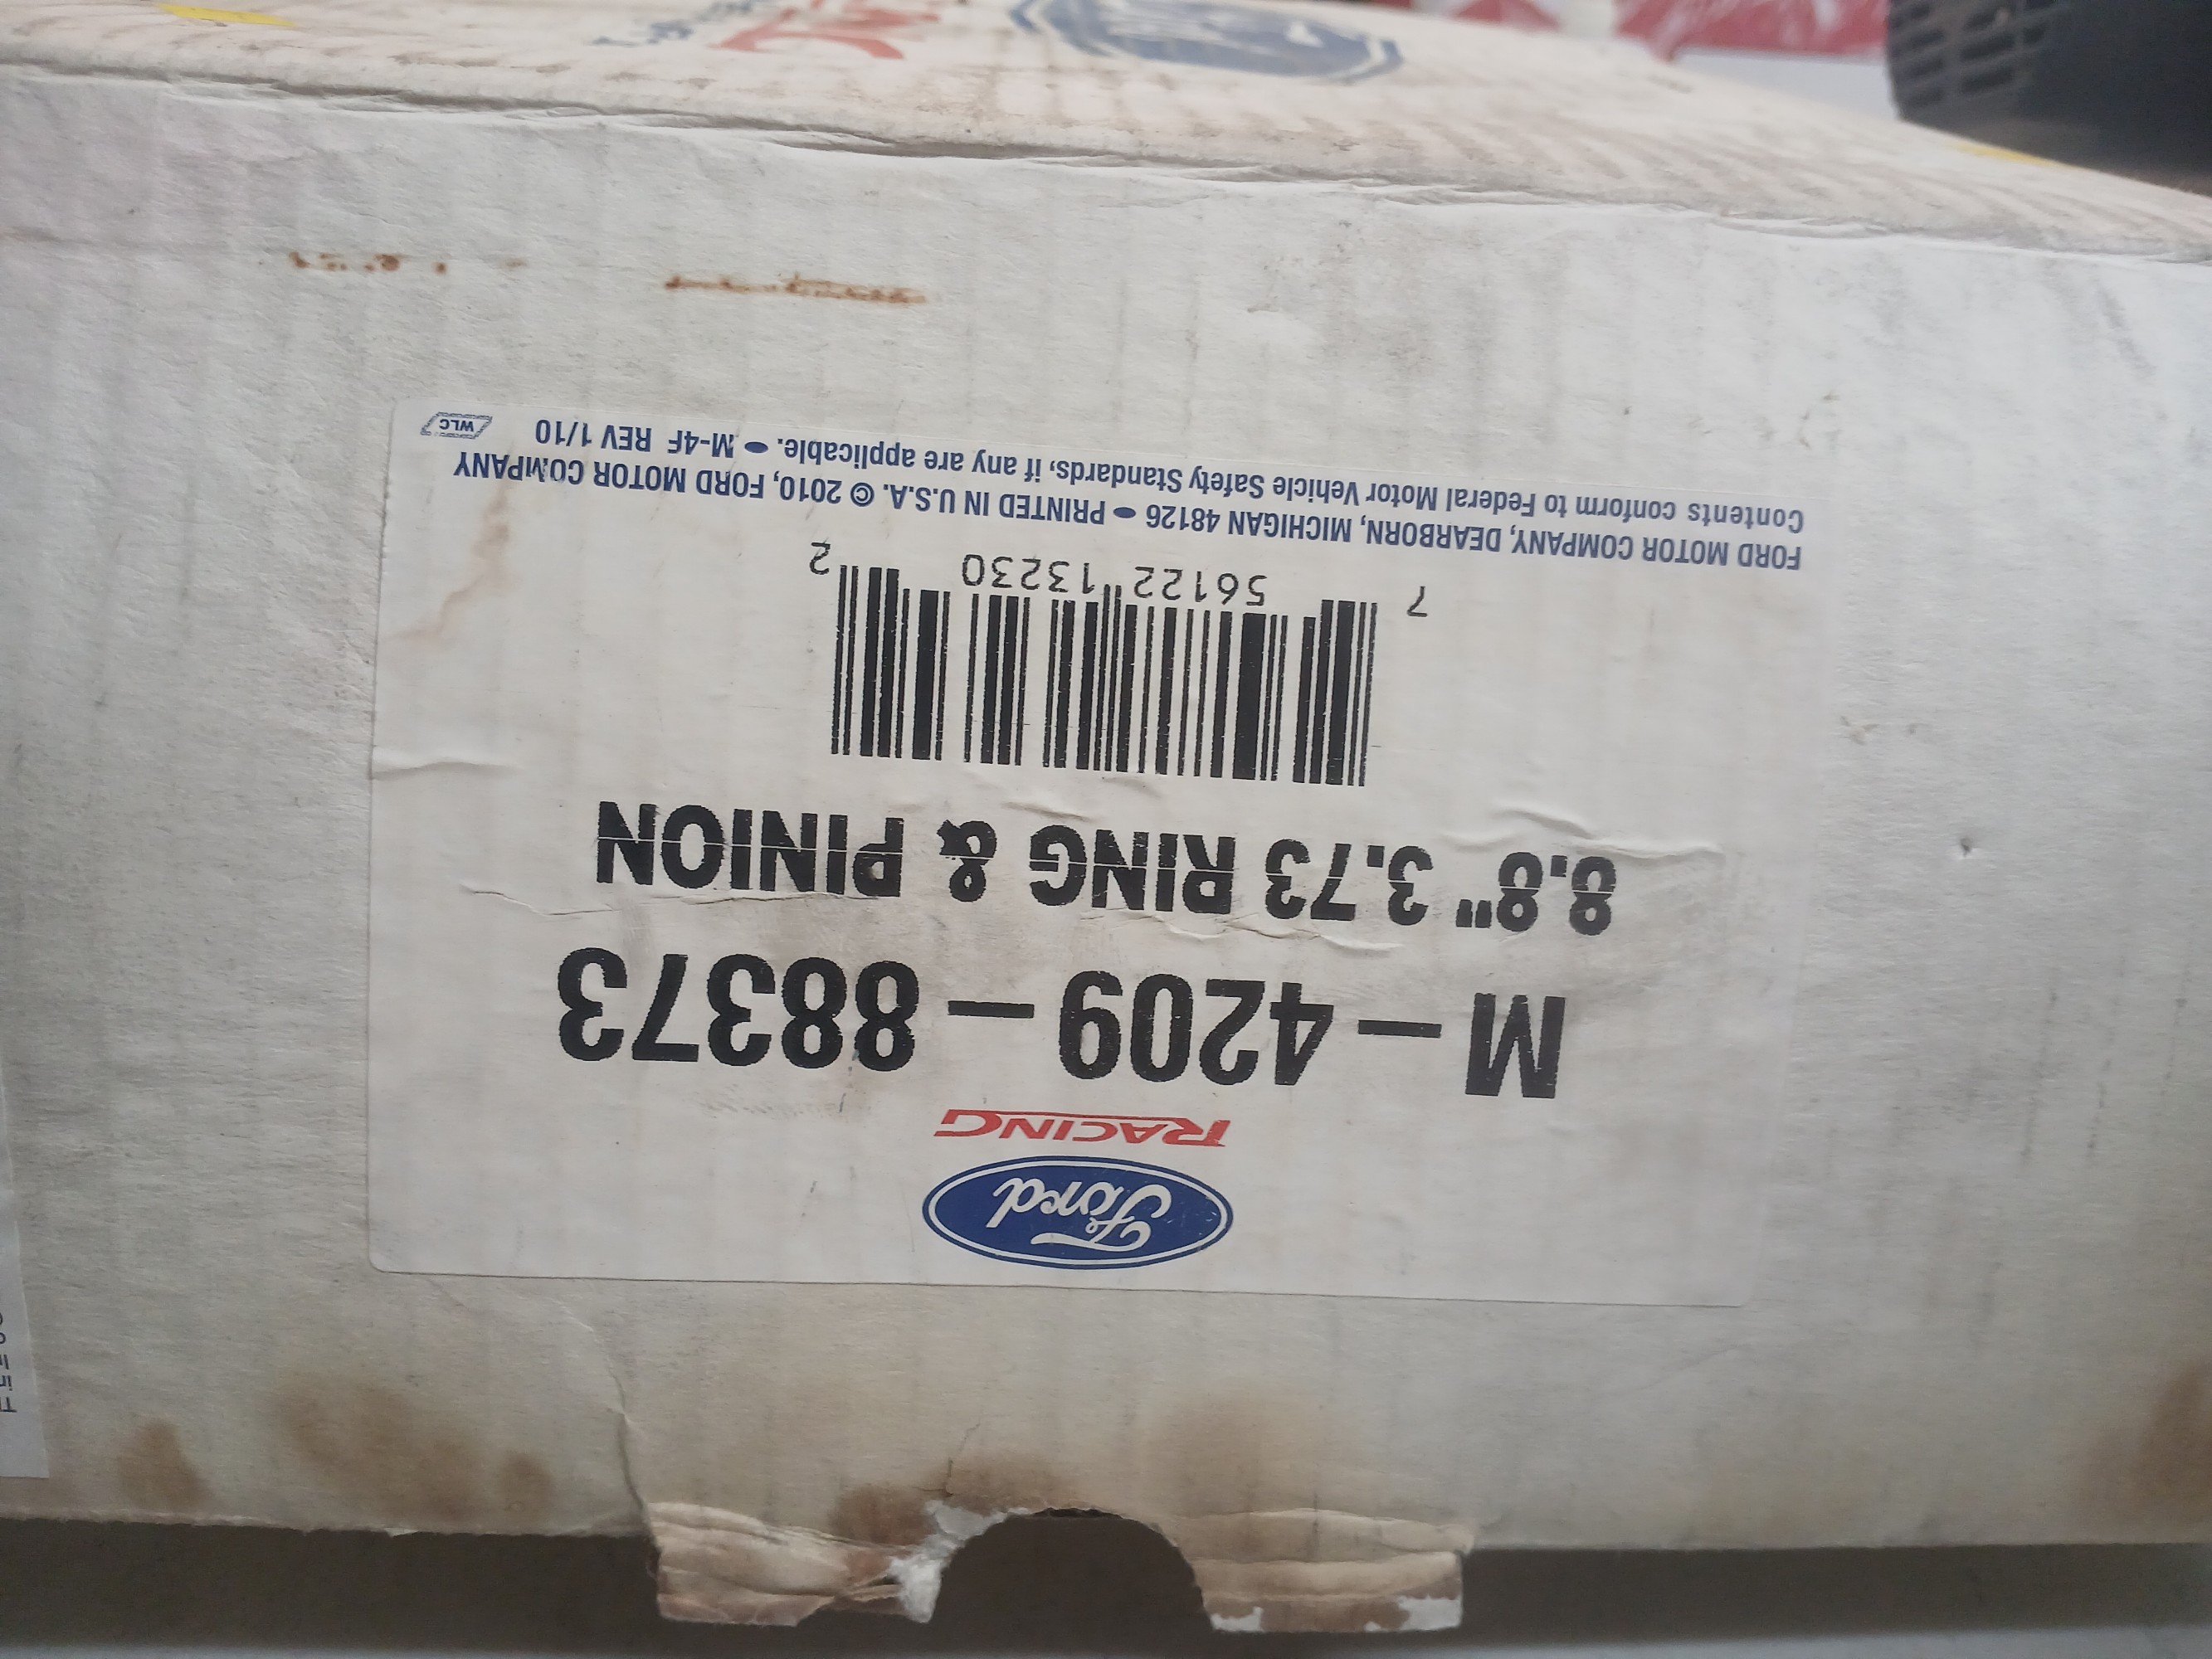 Ford
RACING
M-4209-88373
8.8" 3.73 RING & PINION
7 56122 13230 2
FORD MOTOR COMPANY, DEARBORN, MICHIGAN 48126 • PRINTED IN U.S.A. © 2010, FORD MOTOR COMPANY
Contents conform to Federal Motor Vehicle Safety Standards, if any are applicable. • M-4F REV 1/10
WLC